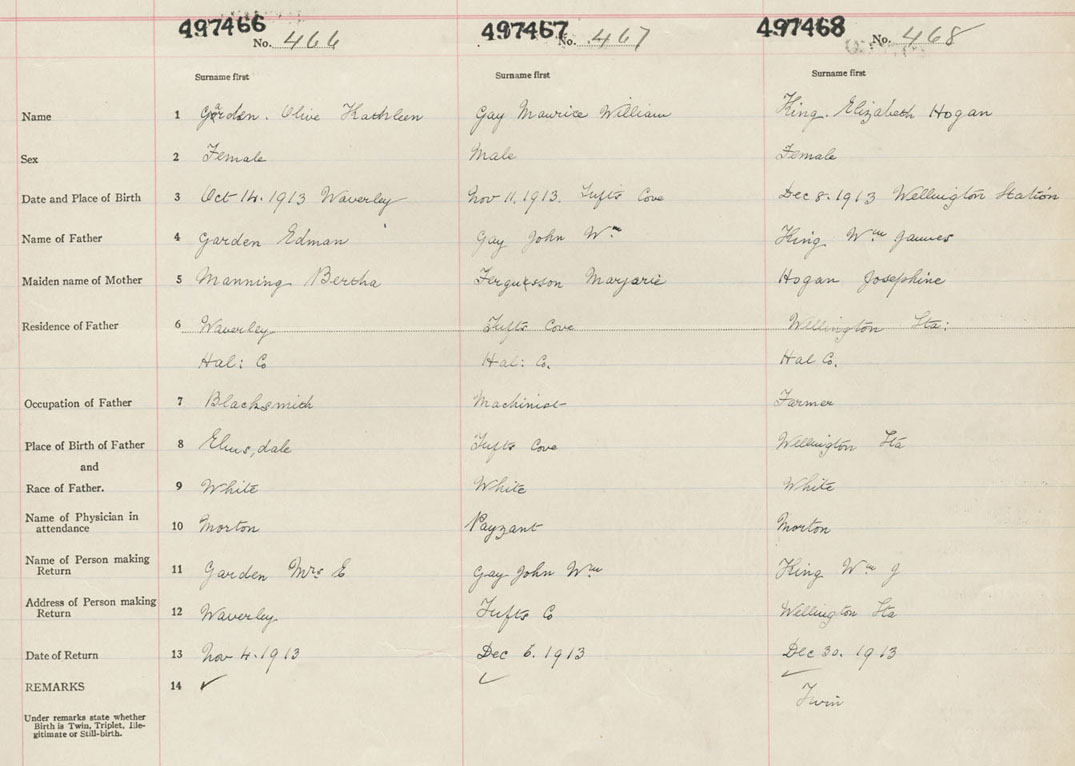 497466 No. 466 497467 No. 467 497468 No. 468
Surname first Surname first Surname first
Name 1 Garden. Olive Kathleen Gay Maurice William King. Elizabeth Hogan
Sex 2 Female Male Female
Date and Place of Birth 3 Oct 14. 1913 Waverley Nov 11. 1913. Tufts Cove Dec 8. 1913 Wellington Station
Name of Father 4 Garden Edman Gay John Wm King Wm James
Maiden name of Mother 5 Manning Bertha Fergusson Marjorie Hogan Josephine
Residence of Father 6 Waverley Tufts Cove Wellington Sta:
Hal: Co Hal: Co. Hal Co.
Occupation of Father 7 Blacksmith Machinist Farmer
Place of Birth of Father 8 Elmsdale Tufts Cove Wellington Sta
and
Race of Father. 9 White White White
Name of Physician in
attendance 10 Morton Payzant Morton
Name of Person making
Return 11 Garden Mrs E Gay John Wm King Wm J
Address of Person making
Return 12 Waverley Tufts Co Wellington Sta
Date of Return 13 Nov 4. 1913 Dec 6. 1913 Dec 30. 1913
REMARKS 14 ✓ ✓ ✓
Twin
Under remarks state whether
Birth is Twin, Triplet, Ille-
gitimate or Still-birth.